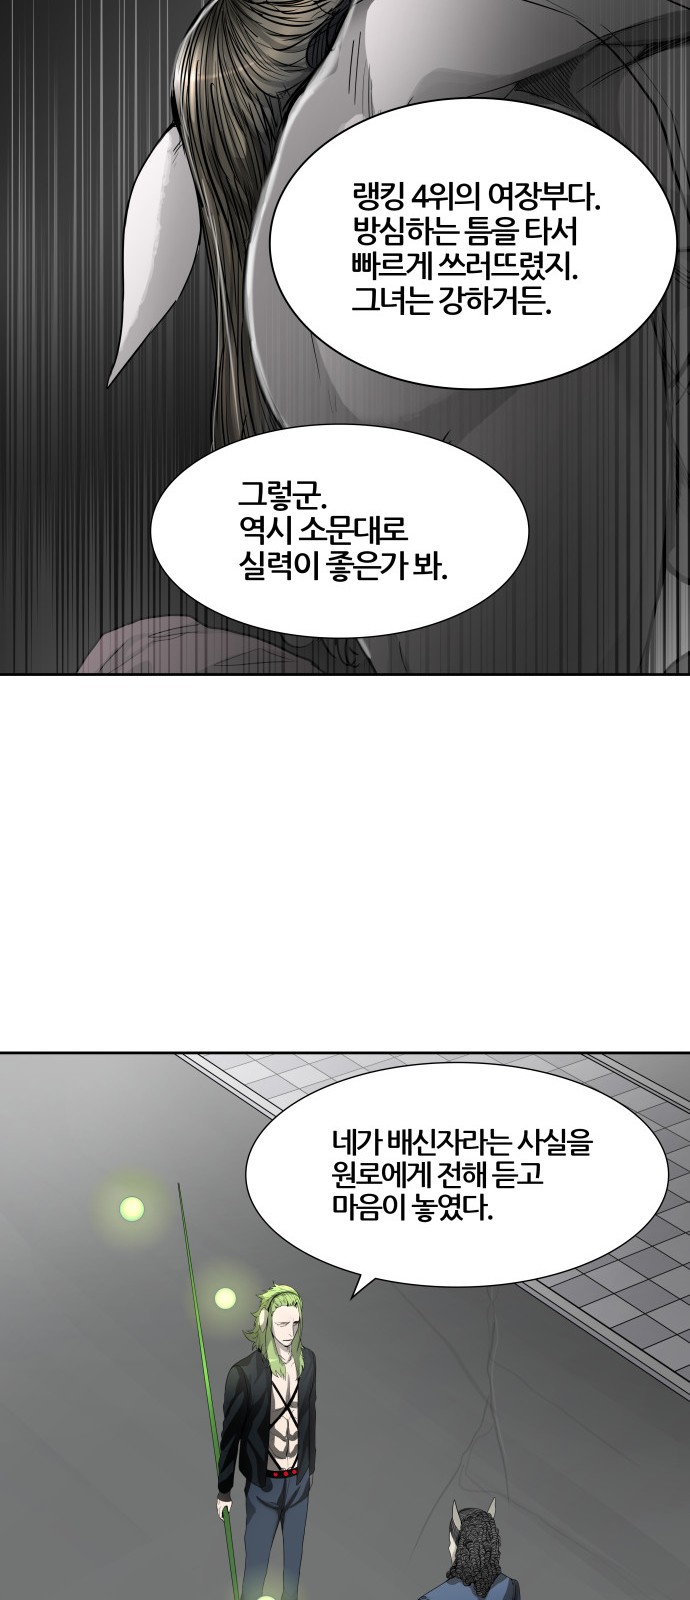 랭킹 4위의 여장부다.
방심하는 틈을 타서
빠르게 쓰러뜨렸지.
그녀는 강하거든.
그렇군.
역시 소문대로
실력이 좋은가 봐.
네가 배신자라는 사실을
원로에게 전해 듣고
마음이 놓였다.